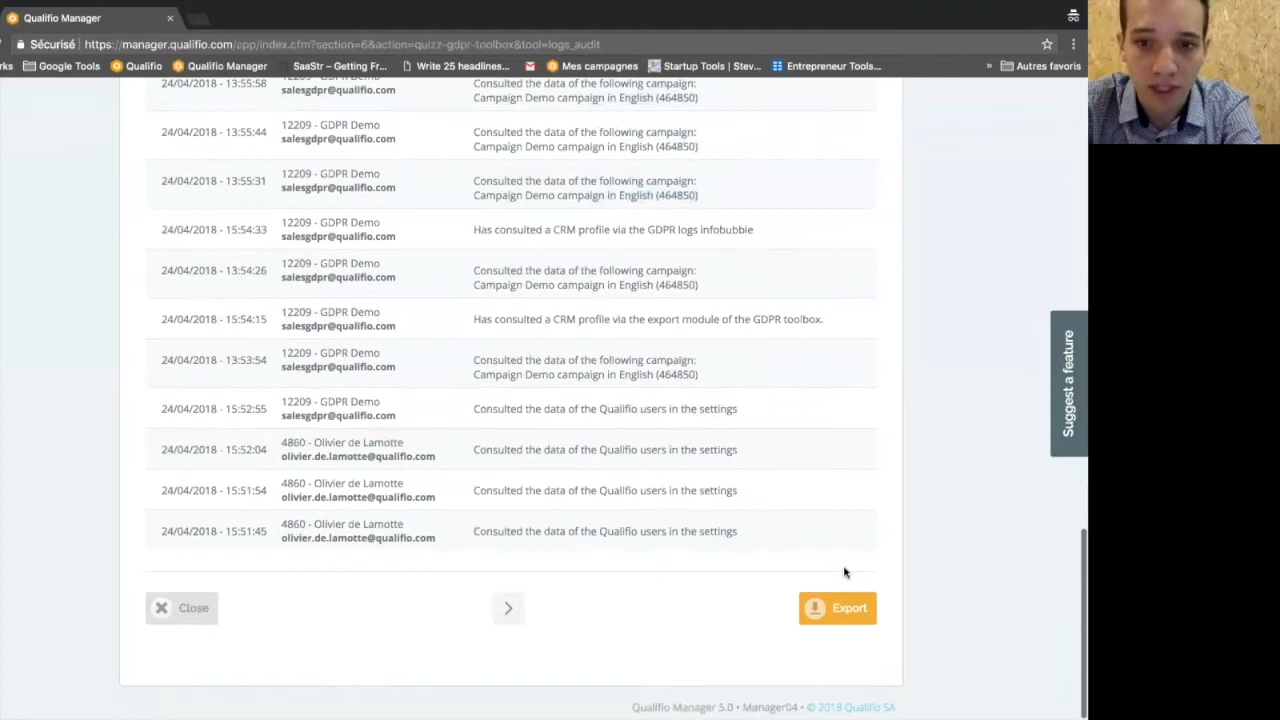 Qualifio Manager
Sécurisé https://manager.qualifio.com/app/index.cfm?section=6&action=quizz-gdpr-toolbox&tool=logs_audit
rks Google Tools Qualifio Qualifio Manager SaaStr – Getting Fr... Write 25 headlines... Mes campagnes Startup Tools | Stev... Entrepreneur Tools... » Autres favoris
12209 - GDPR Demo
24/04/2018 - 13:55:58 salesgdpr@qualifio.com Consulted the data of the following campaign:
Campaign Demo campaign in English (464850)
12209 - GDPR Demo
24/04/2018 - 13:55:44 salesgdpr@qualifio.com Consulted the data of the following campaign:
Campaign Demo campaign in English (464850)
12209 - GDPR Demo
24/04/2018 - 13:55:31 salesgdpr@qualifio.com Consulted the data of the following campaign:
Campaign Demo campaign in English (464850)
12209 - GDPR Demo
24/04/2018 - 15:54:33 salesgdpr@qualifio.com Has consulted a CRM profile via the GDPR logs infobubble
12209 - GDPR Demo
24/04/2018 - 13:54:26 salesgdpr@qualifio.com Consulted the data of the following campaign:
Campaign Demo campaign in English (464850)
12209 - GDPR Demo
24/04/2018 - 15:54:15 salesgdpr@qualifio.com Has consulted a CRM profile via the export module of the GDPR toolbox.
12209 - GDPR Demo
24/04/2018 - 13:53:54 salesgdpr@qualifio.com Consulted the data of the following campaign:
Campaign Demo campaign in English (464850)
12209 - GDPR Demo
24/04/2018 - 15:52:55 salesgdpr@qualifio.com Consulted the data of the Qualifio users in the settings
4860 - Olivier de Lamotte
24/04/2018 - 15:52:04 olivier.de.lamotte@qualifio.com Consulted the data of the Qualifio users in the settings
4860 - Olivier de Lamotte
24/04/2018 - 15:51:54 olivier.de.lamotte@qualifio.com Consulted the data of the Qualifio users in the settings
4860 - Olivier de Lamotte
24/04/2018 - 15:51:45 olivier.de.lamotte@qualifio.com Consulted the data of the Qualifio users in the settings
Close Export
Suggest a feature
Qualifio Manager 5.0 • Manager04 • © 2018 Qualifio SA